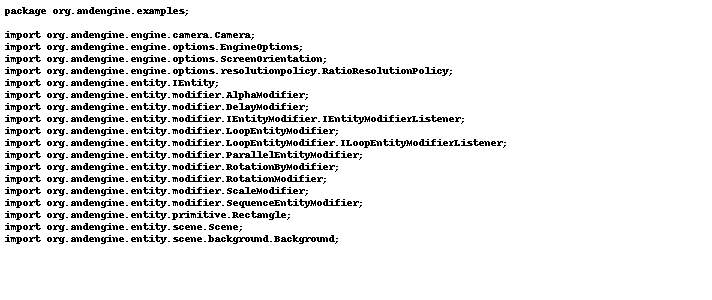 package org.andengine.examples;

import org.andengine.engine.camera.Camera;
import org.andengine.engine.options.EngineOptions;
import org.andengine.engine.options.ScreenOrientation;
import org.andengine.engine.options.resolutionpolicy.RatioResolutionPolicy;
import org.andengine.entity.IEntity;
import org.andengine.entity.modifier.AlphaModifier;
import org.andengine.entity.modifier.DelayModifier;
import org.andengine.entity.modifier.IEntityModifier.IEntityModifierListener;
import org.andengine.entity.modifier.LoopEntityModifier;
import org.andengine.entity.modifier.LoopEntityModifier.ILoopEntityModifierListener;
import org.andengine.entity.modifier.ParallelEntityModifier;
import org.andengine.entity.modifier.RotationByModifier;
import org.andengine.entity.modifier.RotationModifier;
import org.andengine.entity.modifier.ScaleModifier;
import org.andengine.entity.modifier.SequenceEntityModifier;
import org.andengine.entity.primitive.Rectangle;
import org.andengine.entity.scene.Scene;
import org.andengine.entity.scene.background.Background;